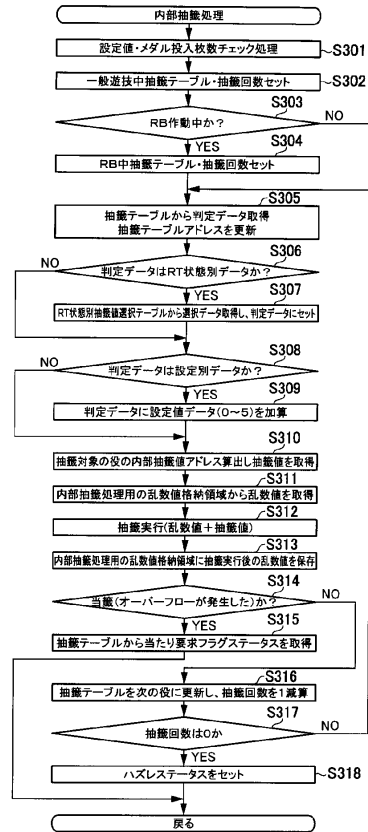 内部抽籤処理
設定値・メダル投入枚数チェック処理
S301
一般遊技中抽籤テーブル・抽籤回数セット
S302
S303
RB作動中か?
NO
YES
S304
RB中抽籤テーブル・抽籤回数セット
S305
抽籤テーブルから判定データ取得
抽籤テーブルアドレスを更新
S306
判定データはRT状態別データか?
NO
YES
S307
RT状態別抽籤値選択テーブルから選択データ取得し、判定データにセット
S308
判定データは設定別データか?
NO
YES
S309
判定データに設定値データ(0~5)を加算
S310
抽籤対象の役の内部抽籤値アドレス算出し抽籤値を取得
S311
内部抽籤処理用の乱数値格納領域から乱数値を取得
S312
抽籤実行(乱数値+抽籤値)
S313
内部抽籤処理用の乱数値格納領域に抽籤実行後の乱数値を保存
S314
当籤(オーバーフローが発生した)か?
NO
YES
S315
抽籤テーブルから当たり要求フラグステータスを取得
S316
抽籤テーブルを次の役に更新し、抽籤回数を1減算
S317
抽籤回数は0か
NO
YES
ハズレステータスをセット
S318
戻る